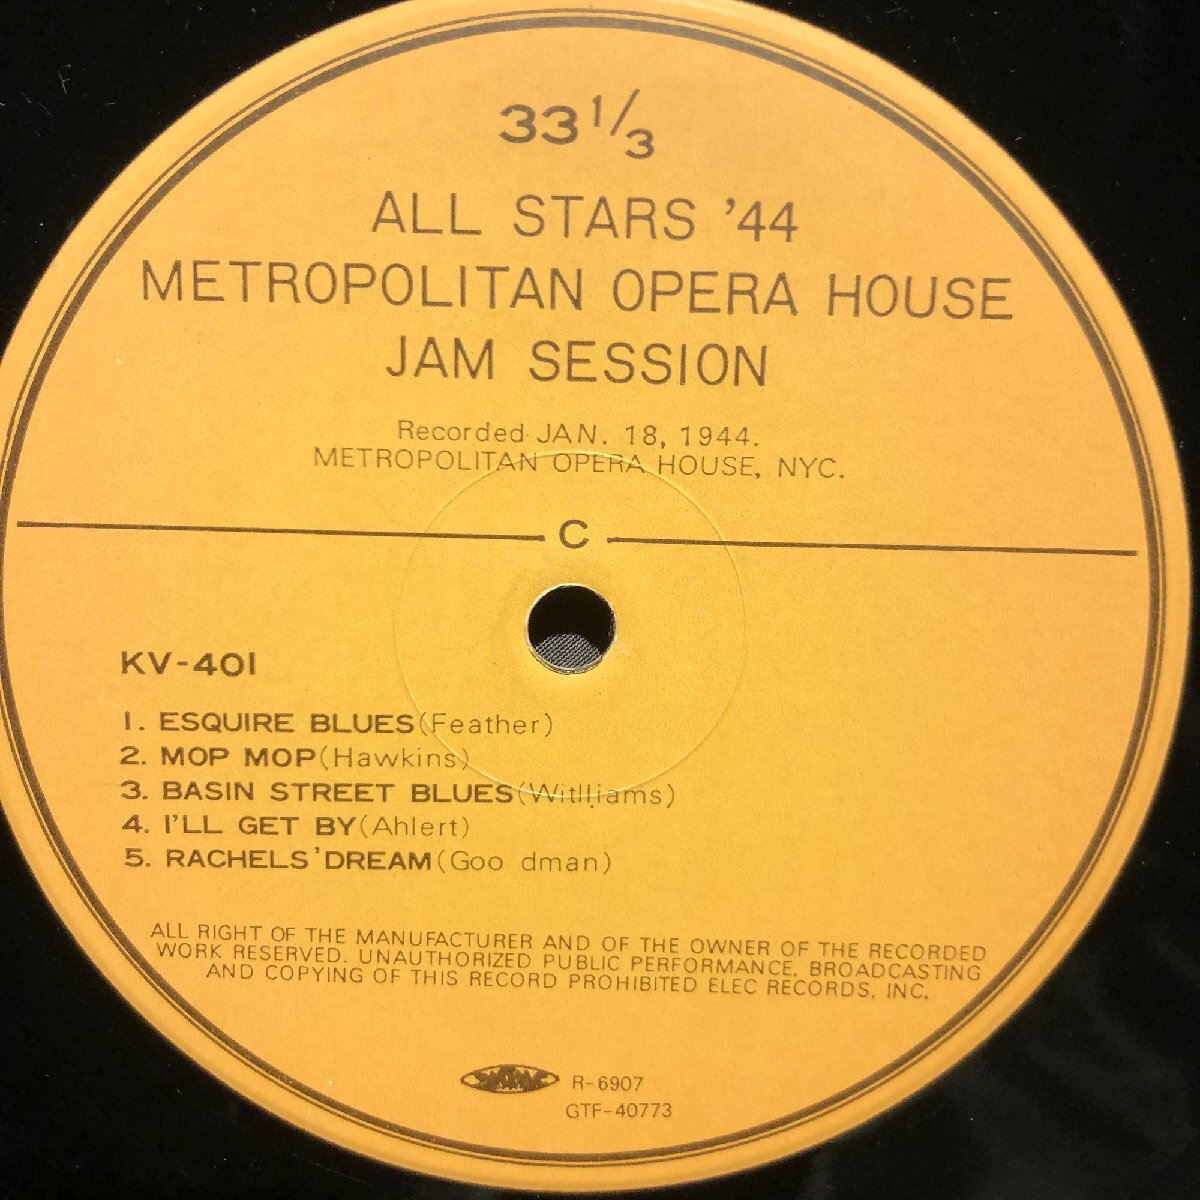 33 1/3
ALL STARS '44
METROPOLITAN OPERA HOUSE
JAM SESSION
Recorded JAN. 18, 1944.
METROPOLITAN OPERA HOUSE, NYC.
C
KV-401
1. ESQUIRE BLUES(Feather)
2. MOP MOP(Hawkins)
3. BASIN STREET BLUES(Witlliams)
4. I'LL GET BY(Ahlert)
5. RACHELS'DREAM(Goo dman)
ALL RIGHT OF THE MANUFACTURER AND OF THE OWNER OF THE RECORDED
WORK RESERVED. UNAUTHORIZED PUBLIC PERFORMANCE. BROADCASTING
AND COPYING OF THIS RECORD PROHIBITED ELEC RECORDS, INC.
R-6907
GTF-40773